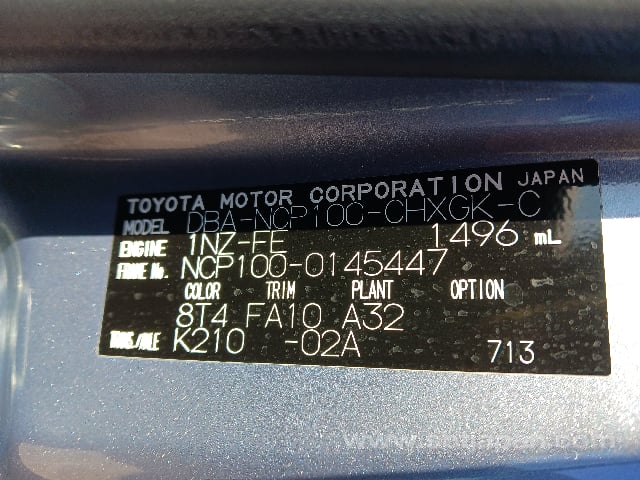 TOYOTA MOTOR CORPORATION JAPAN
MODEL DBA-NCP100-CHXGK-C
ENGINE 1NZ-FE 1496 mL
FRAME No. NCP100-0145447
COLOR TRIM PLANT OPTION
8T4 FA10 A32
TRANS/AXLE K210 -02A 713